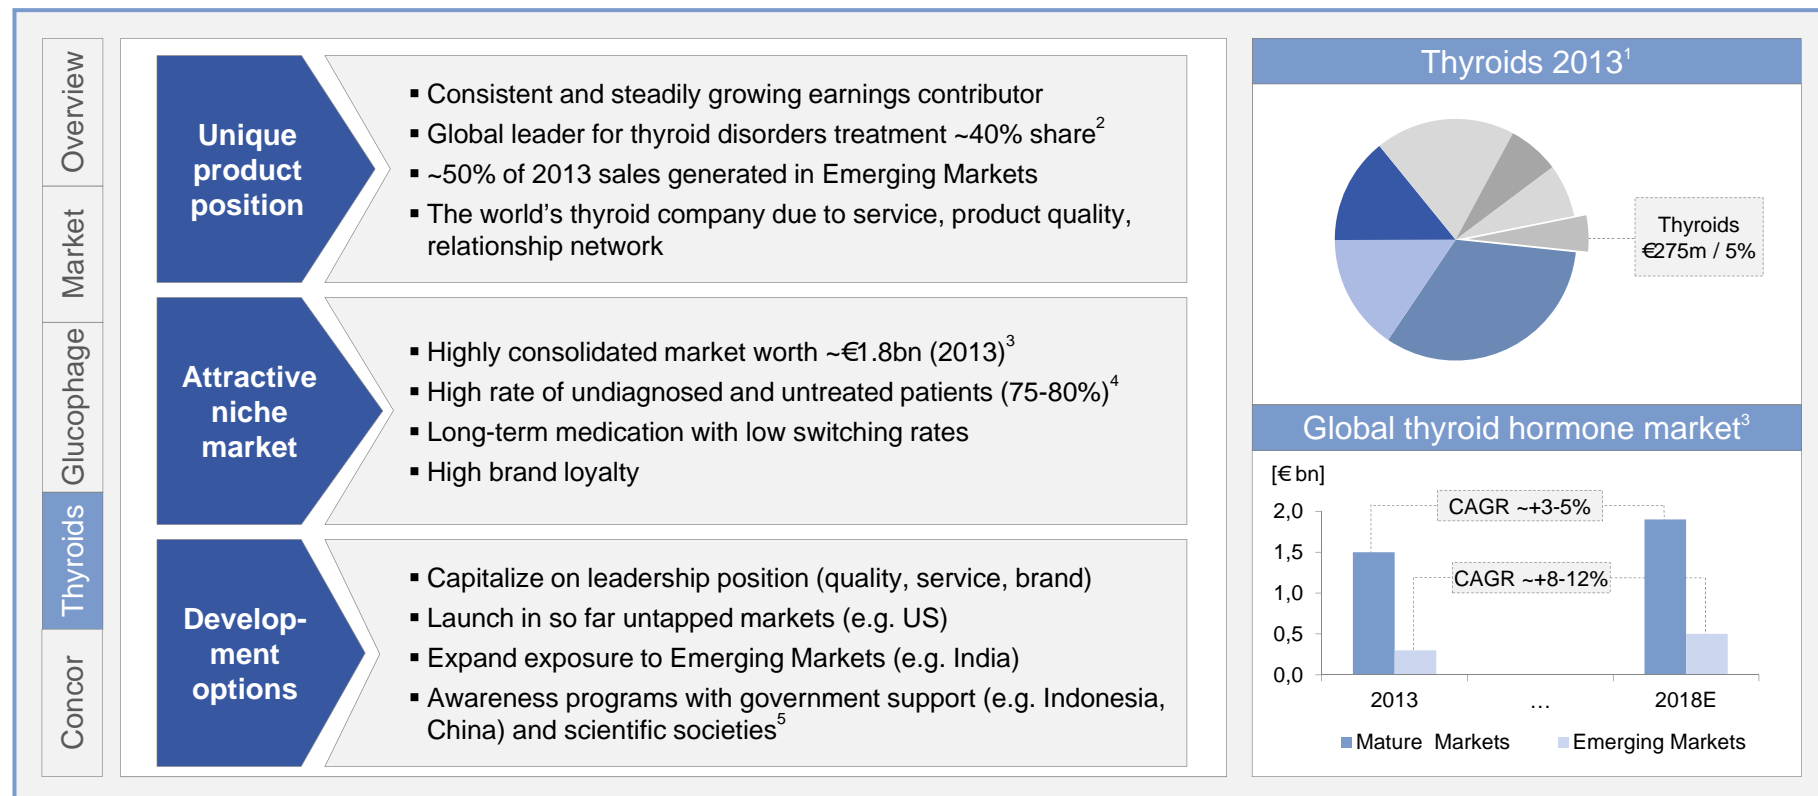 Overview
Market
Glucophage
Thyroids
Concor
Unique
product
position
▪ Consistent and steadily growing earnings contributor
▪ Global leader for thyroid disorders treatment ~40% share2
▪ ~50% of 2013 sales generated in Emerging Markets
▪ The world’s thyroid company due to service, product quality,
relationship network
Attractive
niche
market
▪ Highly consolidated market worth ~€1.8bn (2013)3
▪ High rate of undiagnosed and untreated patients (75-80%)4
▪ Long-term medication with low switching rates
▪ High brand loyalty
Develop-
ment
options
▪ Capitalize on leadership position (quality, service, brand)
▪ Launch in so far untapped markets (e.g. US)
▪ Expand exposure to Emerging Markets (e.g. India)
▪ Awareness programs with government support (e.g. Indonesia,
China) and scientific societies5
Thyroids 20131
Thyroids
€275m / 5%
Global thyroid hormone market3
[€ bn]
2,0
1,5
1,0
0,5
0,0
CAGR ~+3-5%
CAGR ~+8-12%
2013
…
2018E
Mature Markets
Emerging Markets